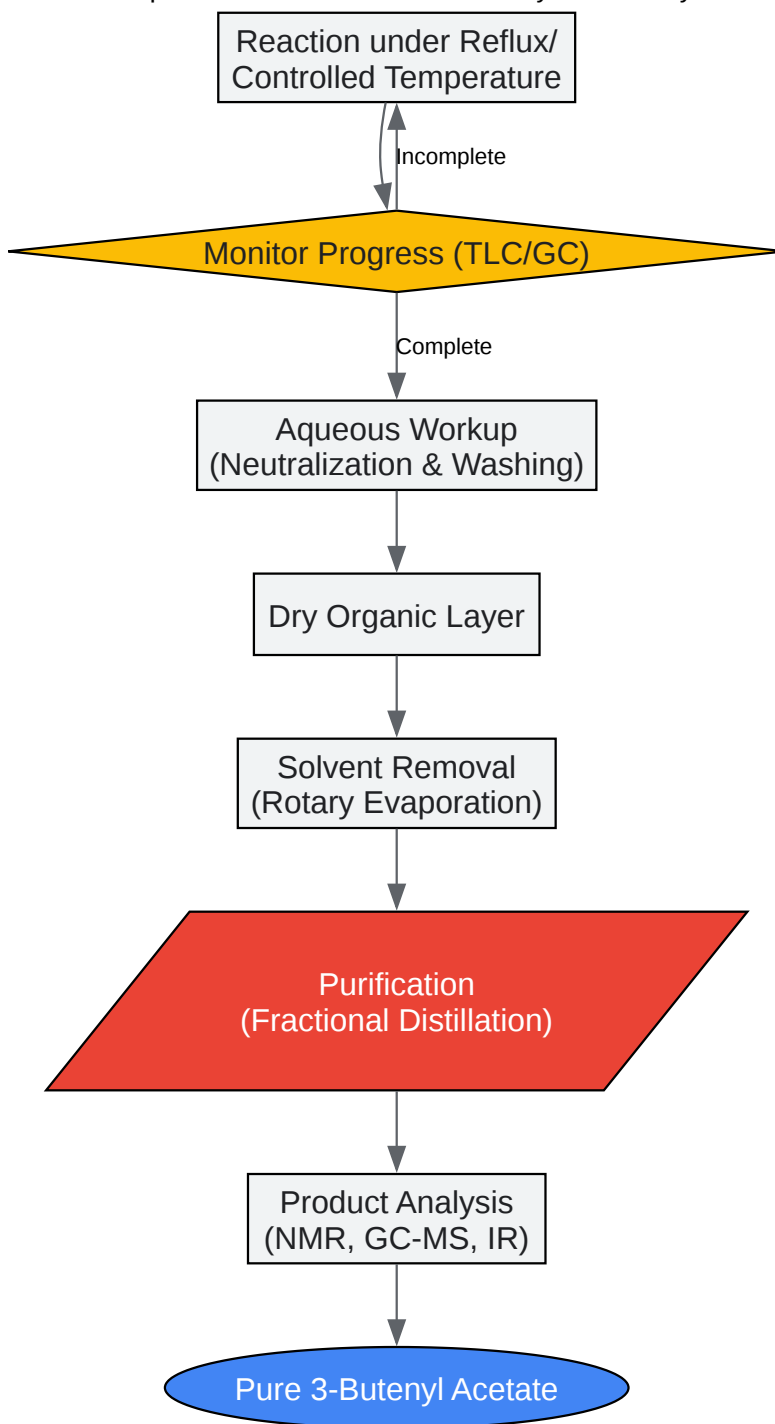 Reaction under Reflux/
Controlled Temperature
Incomplete
Monitor Progress (TLC/GC)
Complete
Aqueous Workup
(Neutralization & Washing)
Dry Organic Layer
Solvent Removal
(Rotary Evaporation)
Purification
(Fractional Distillation)
Product Analysis
(NMR, GC-MS, IR)
Pure 3-Butenyl Acetate